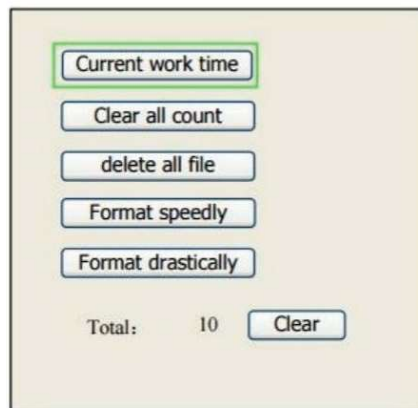 Current work time
Clear all count
delete all file
Format speedly
Format drastically
Total: 10 Clear